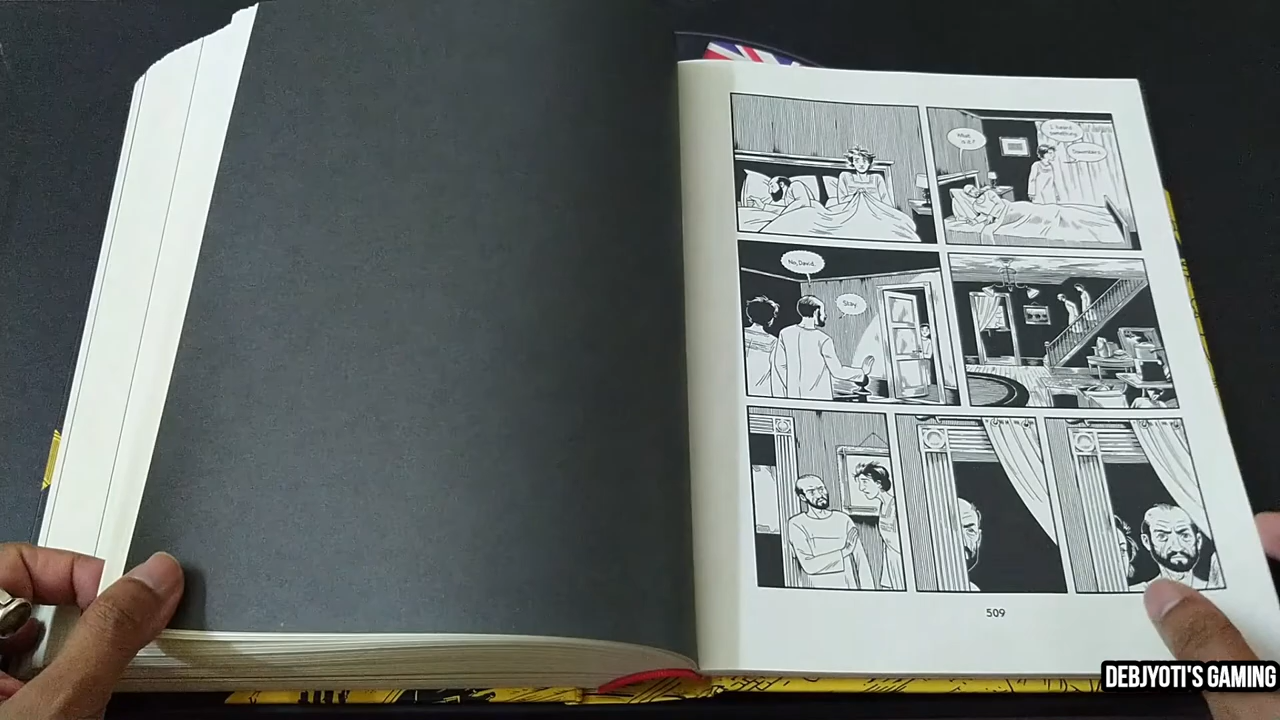 What
is it?
I heard
something.
Downstairs.
No, David.
Stay.
509
DEBJYOTI'S GAMING